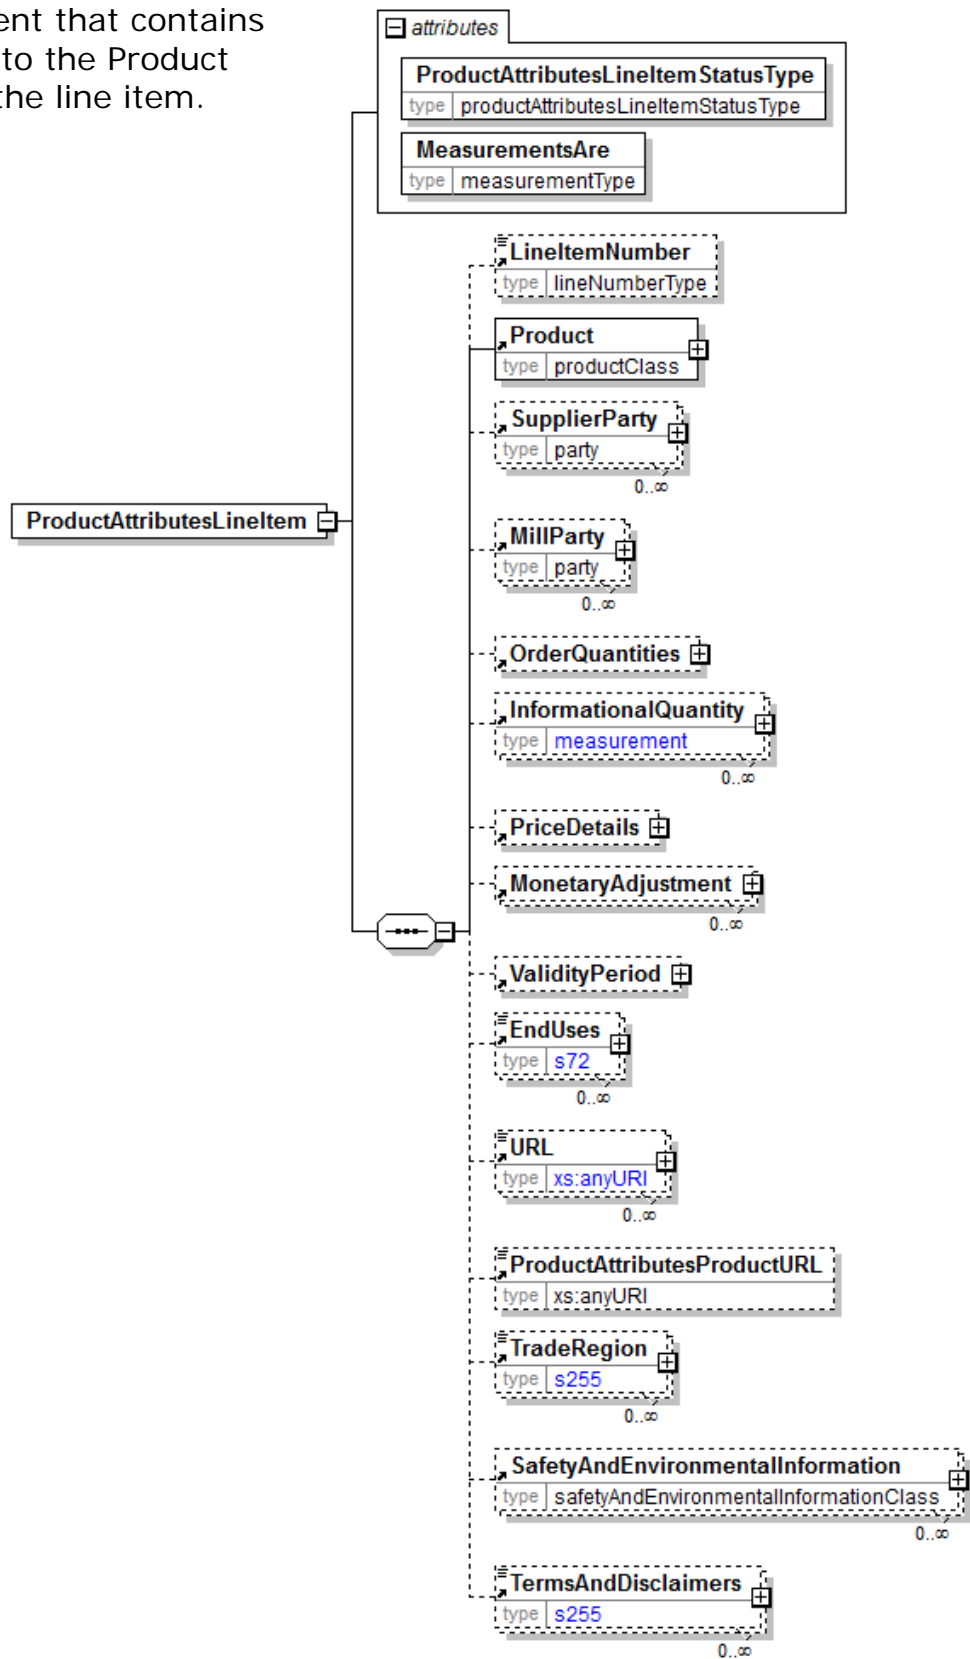 ent that contains
to the Product
the line item.
attributes
ProductAttributesLineItemStatusType
type productAttributesLineItemStatusType
MeasurementsAre
type measurementType
LineItemNumber
type lineNumberType
Product
type productClass
SupplierParty
type party
0..∞
ProductAttributesLineItem
MillParty
type party
0..∞
OrderQuantities
InformationalQuantity
type measurement
0..∞
PriceDetails
MonetaryAdjustment
0..∞
ValidityPeriod
EndUses
type s72
0..∞
URL
type xs:anyURI
0..∞
ProductAttributesProductURL
type xs:anyURI
TradeRegion
type s255
0..∞
SafetyAndEnvironmentalInformation
type safetyAndEnvironmentalInformationClass
0..∞
TermsAndDisclaimers
type s255
0..∞